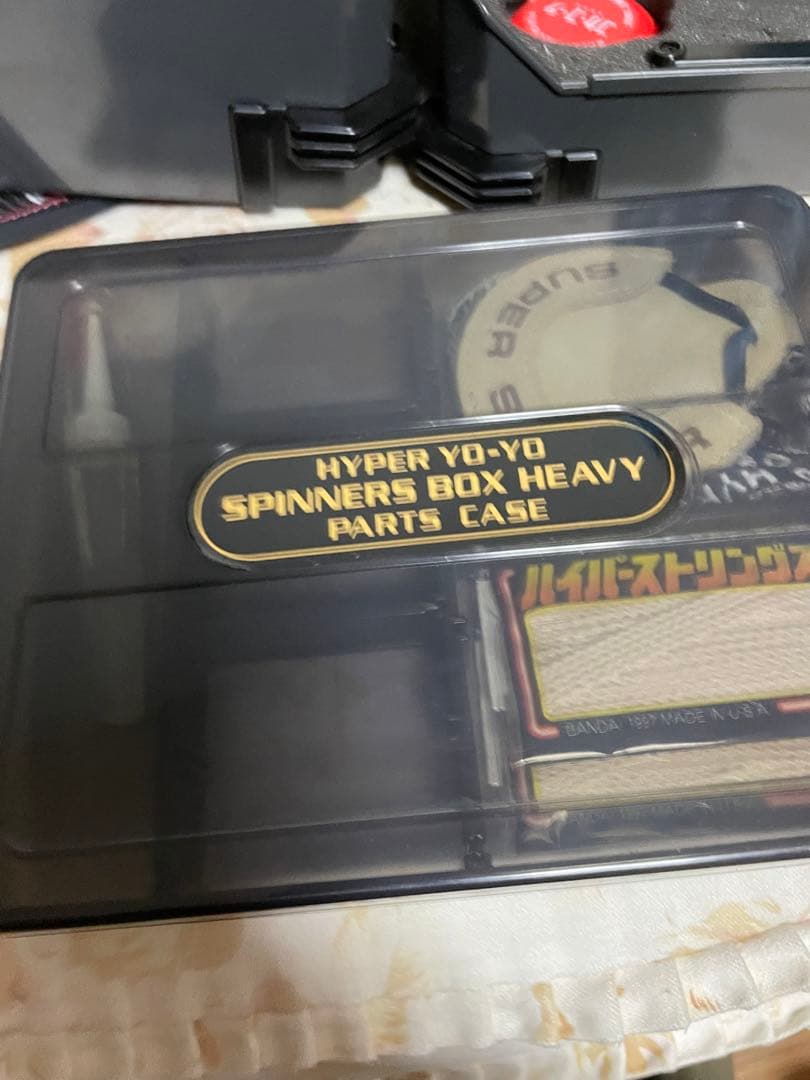 SUPER S
HYPER YO-YO
SPINNERS BOX HEAVY
PARTS CASE
ハイパーストリングス
BANDAI 1997 MADE IN U.S.A